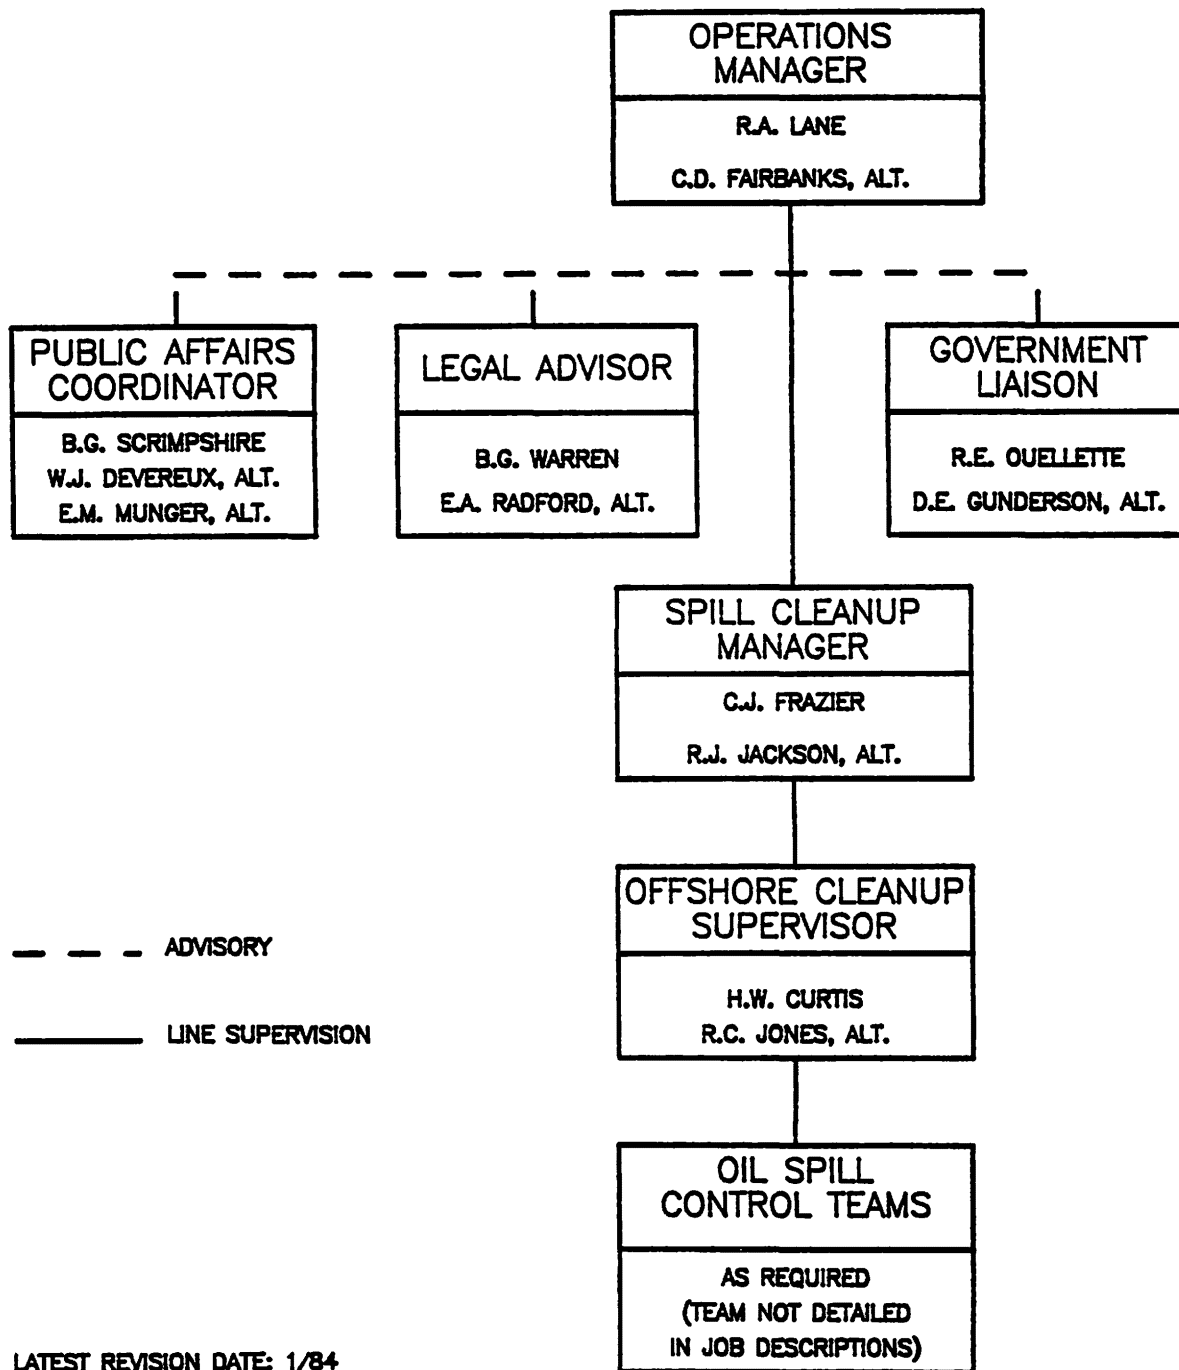 OPERATIONS
MANAGER
R.A. LANE
C.D. FAIRBANKS, ALT.
PUBLIC AFFAIRS
COORDINATOR
B.G. SCRIMPSHIRE
W.J. DEVEREUX, ALT.
E.M. MUNGER, ALT.
LEGAL ADVISOR
B.G. WARREN
E.A. RADFORD, ALT.
GOVERNMENT
LIAISON
R.E. OUELLETTE
D.E. GUNDERSON, ALT.
SPILL CLEANUP
MANAGER
C.J. FRAZIER
R.J. JACKSON, ALT.
OFFSHORE CLEANUP
SUPERVISOR
H.W. CURTIS
R.C. JONES, ALT.
ADVISORY
LINE SUPERVISION
OIL SPILL
CONTROL TEAMS
AS REQUIRED
(TEAM NOT DETAILED
IN JOB DESCRIPTIONS)
LATEST REVISION DATE: 1/84